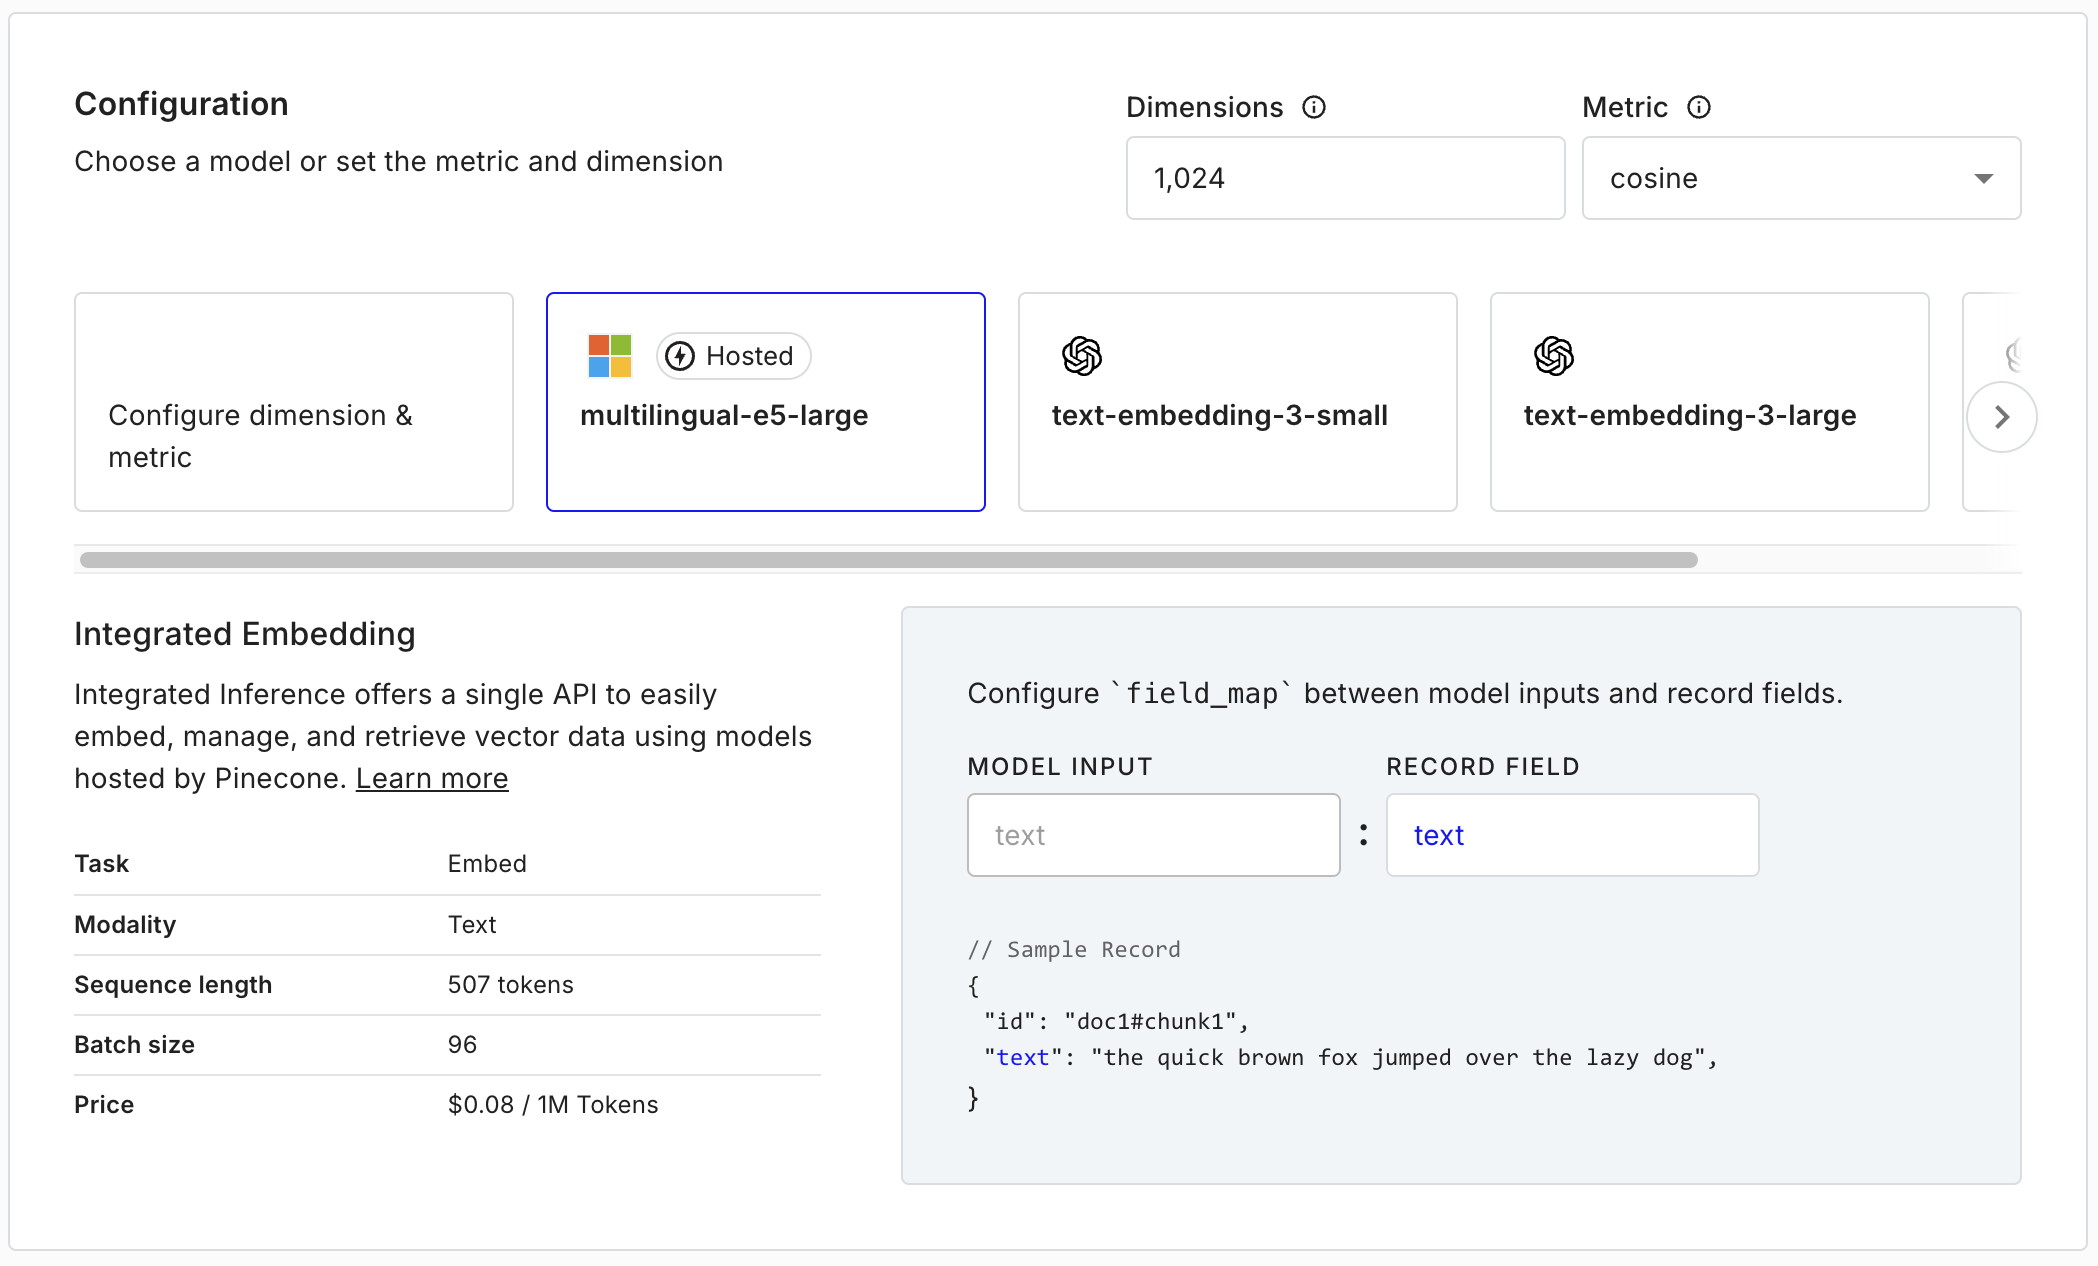 Configuration
Choose a model or set the metric and dimension
Dimensions
Metric
1,024
cosine
Configure dimension &
metric
Hosted
multilingual-e5-large
text-embedding-3-small
text-embedding-3-large
Integrated Embedding
Integrated Inference offers a single API to easily
embed, manage, and retrieve vector data using models
hosted by Pinecone. Learn more
Task Embed
Modality Text
Sequence length 507 tokens
Batch size 96
Price $0.08 / 1M Tokens
Configure `field_map` between model inputs and record fields.
MODEL INPUT RECORD FIELD
text : text
// Sample Record
{
"id": "doc1#chunk1",
"text": "the quick brown fox jumped over the lazy dog",
}